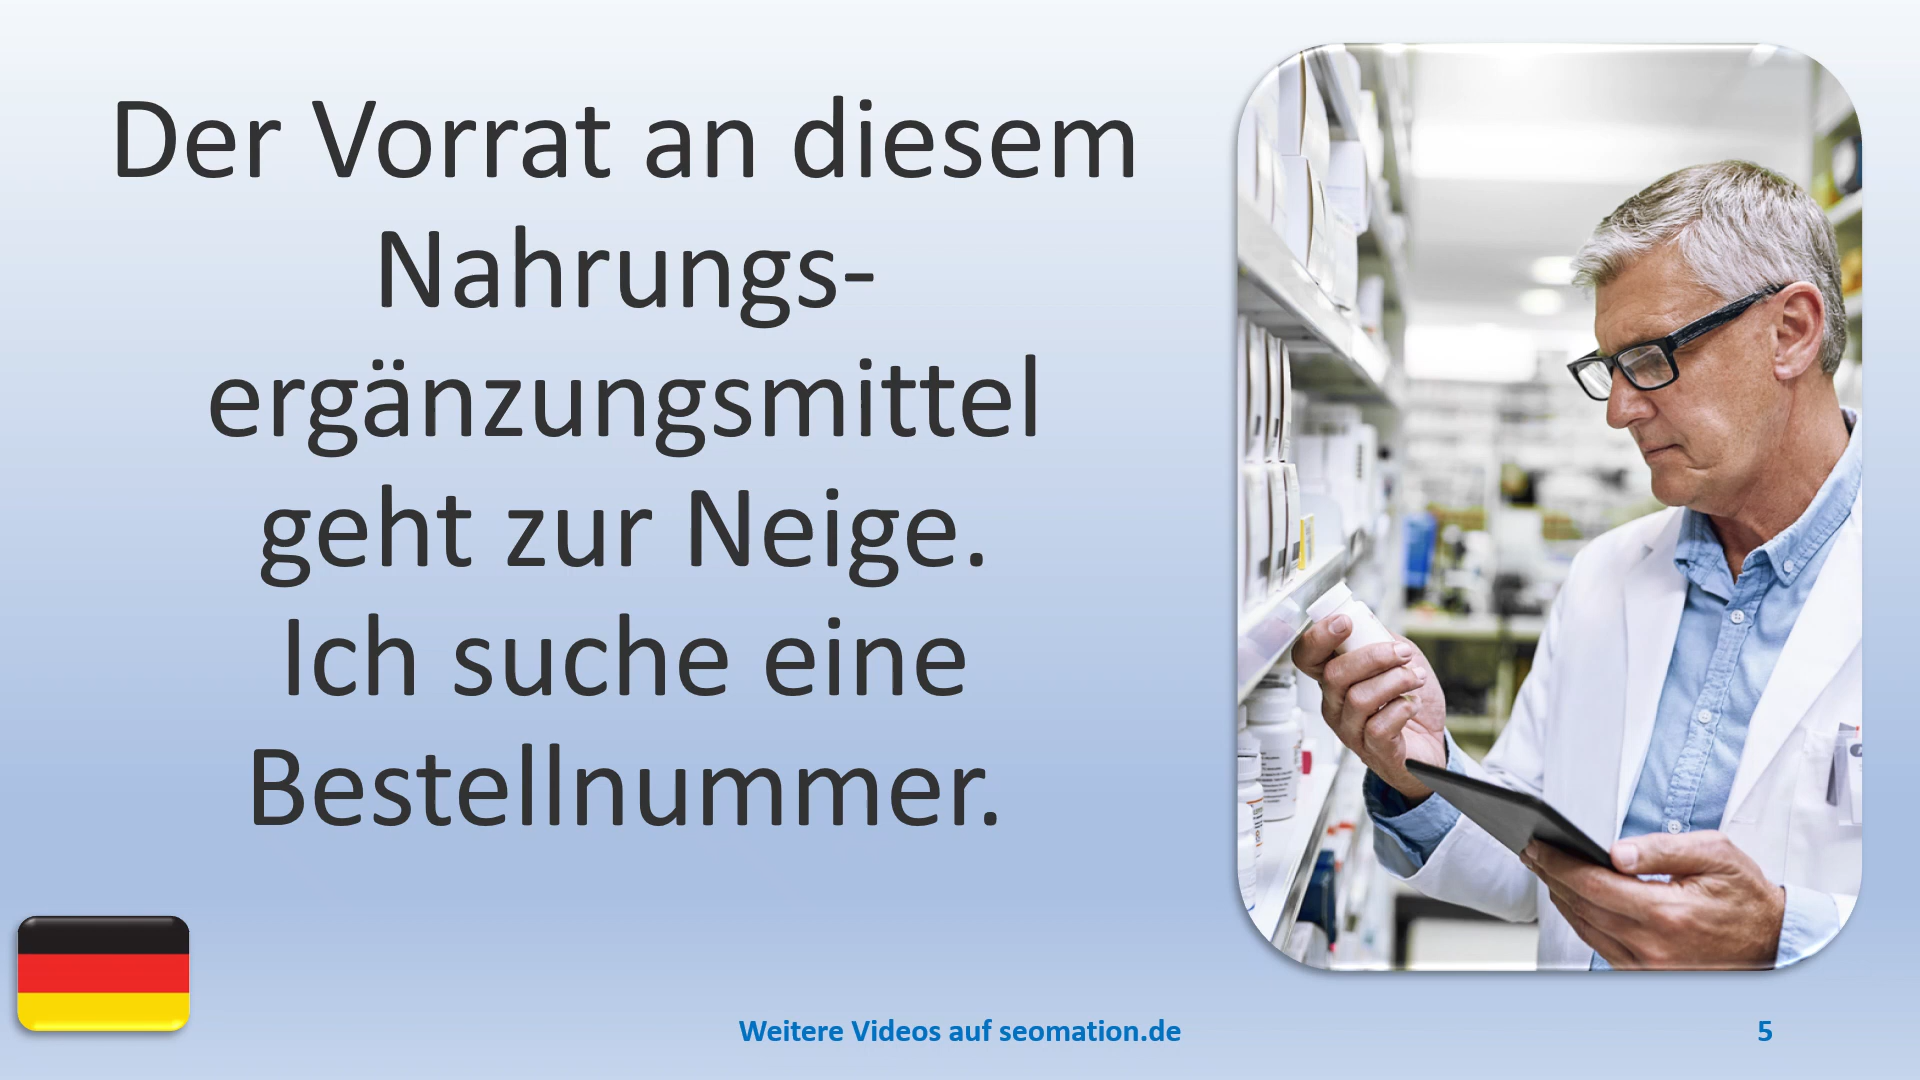 Der Vorrat an diesem
Nahrungs-
ergänzungsmittel
geht zur Neige.
Ich suche eine
Bestellnummer.
Weitere Videos auf seomation.de
5